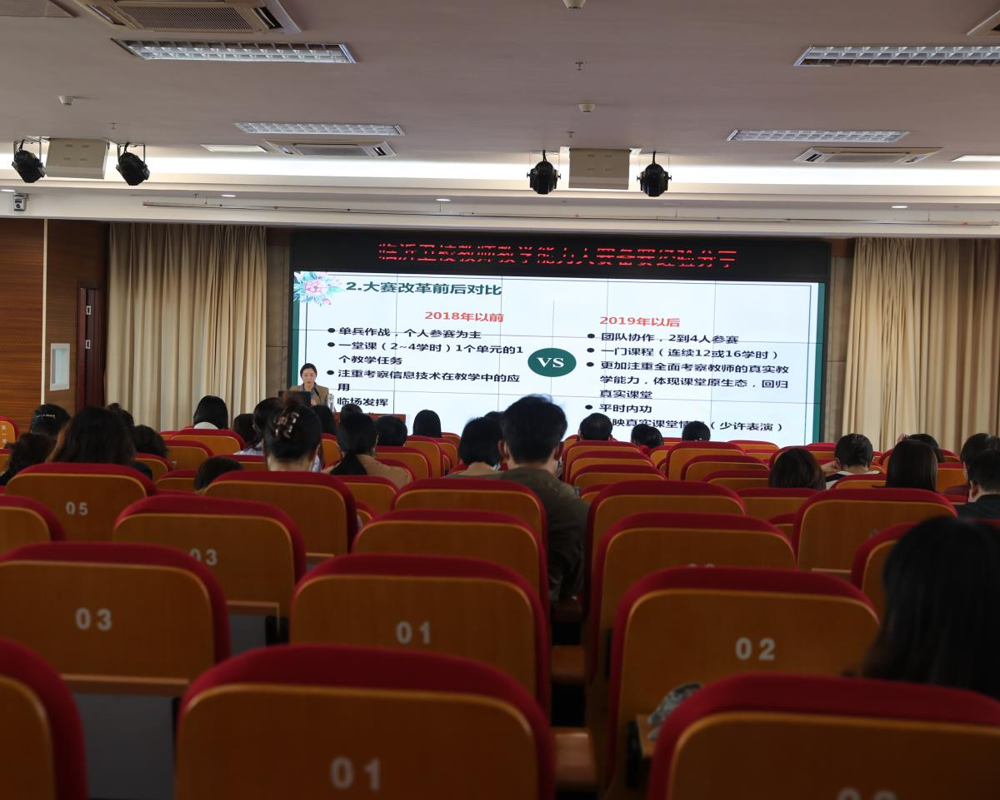 临沂卫校教师教学能力大赛备赛经验分享
2.大赛改革前后对比
2018年以前
单兵作战，个人参赛为主
一堂课（2~4学时）1个单元的1
个教学任务
注重考察信息技术在教学中的应
用
临场发挥
VS
2019年以后
团队协作，2到4人参赛
一门课程（连续12或16学时）
更加注重全面考察教师的真实教
学能力，体现课堂原生态，回归
真实课堂
平时内功
映真实课堂情（少许表演）
05
03
03
01
02
01